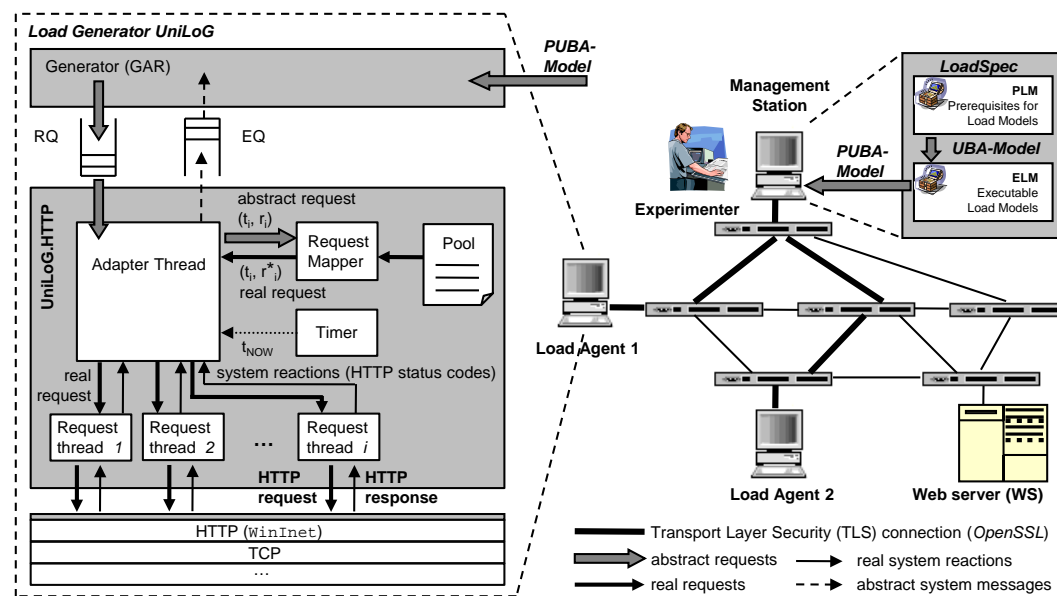 Load Generator UniLoG
Generator (GAR)
PUBA-
Model
RQ
EQ
UniLoG.HTTP
Adapter Thread
abstract request
(tᵢ, rᵢ)
Request
Mapper
(tᵢ, r*ᵢ)
real request
Pool
Timer
tNOW
system reactions (HTTP status codes)
real
request
Request
thread 1
Request
thread 2
...
Request
thread i
HTTP
request
HTTP
response
HTTP (WinInet)
TCP
...
Management
Station
Experimenter
PUBA-
Model
LoadSpec
PLM
Prerequisites for
Load Models
UBA-Model
ELM
Executable
Load Models
Load Agent 1
Load Agent 2
Web server (WS)
Transport Layer Security (TLS) connection (OpenSSL)
abstract requests
real system reactions
real requests
abstract system messages